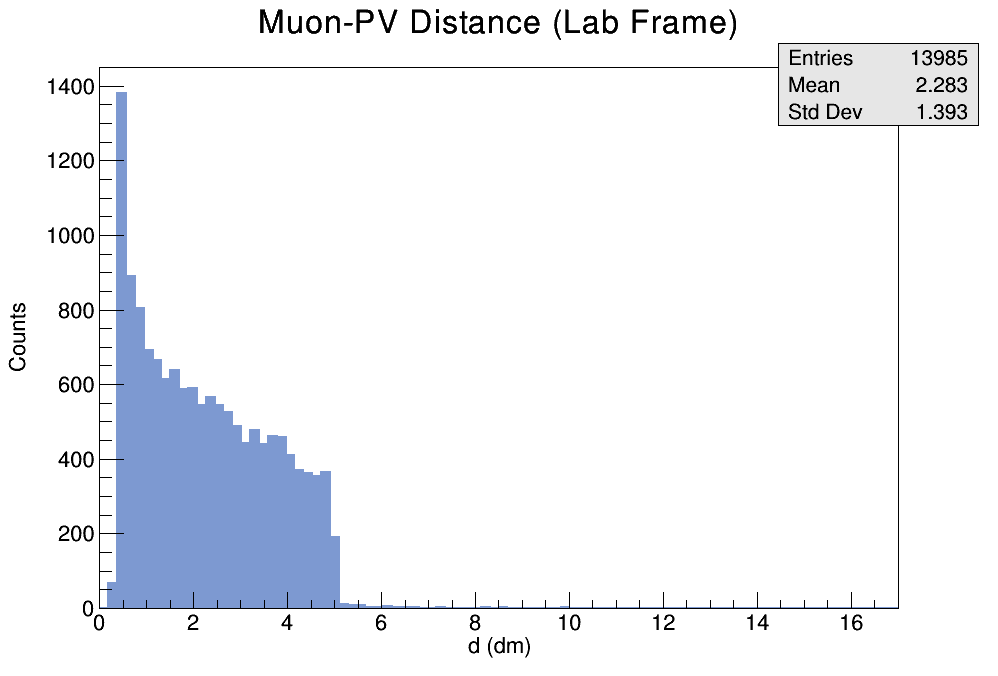 Muon-PV Distance (Lab Frame)
Entries 13985
Mean 2.283
Std Dev 1.393
1400
1200
1000
800
600
400
200
0
Counts
0 2 4 6 8 10 12 14 16
d (dm)